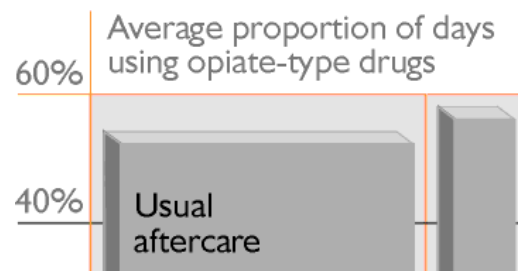 Average proportion of days
using opiate-type drugs
60%
40%
Usual
aftercare